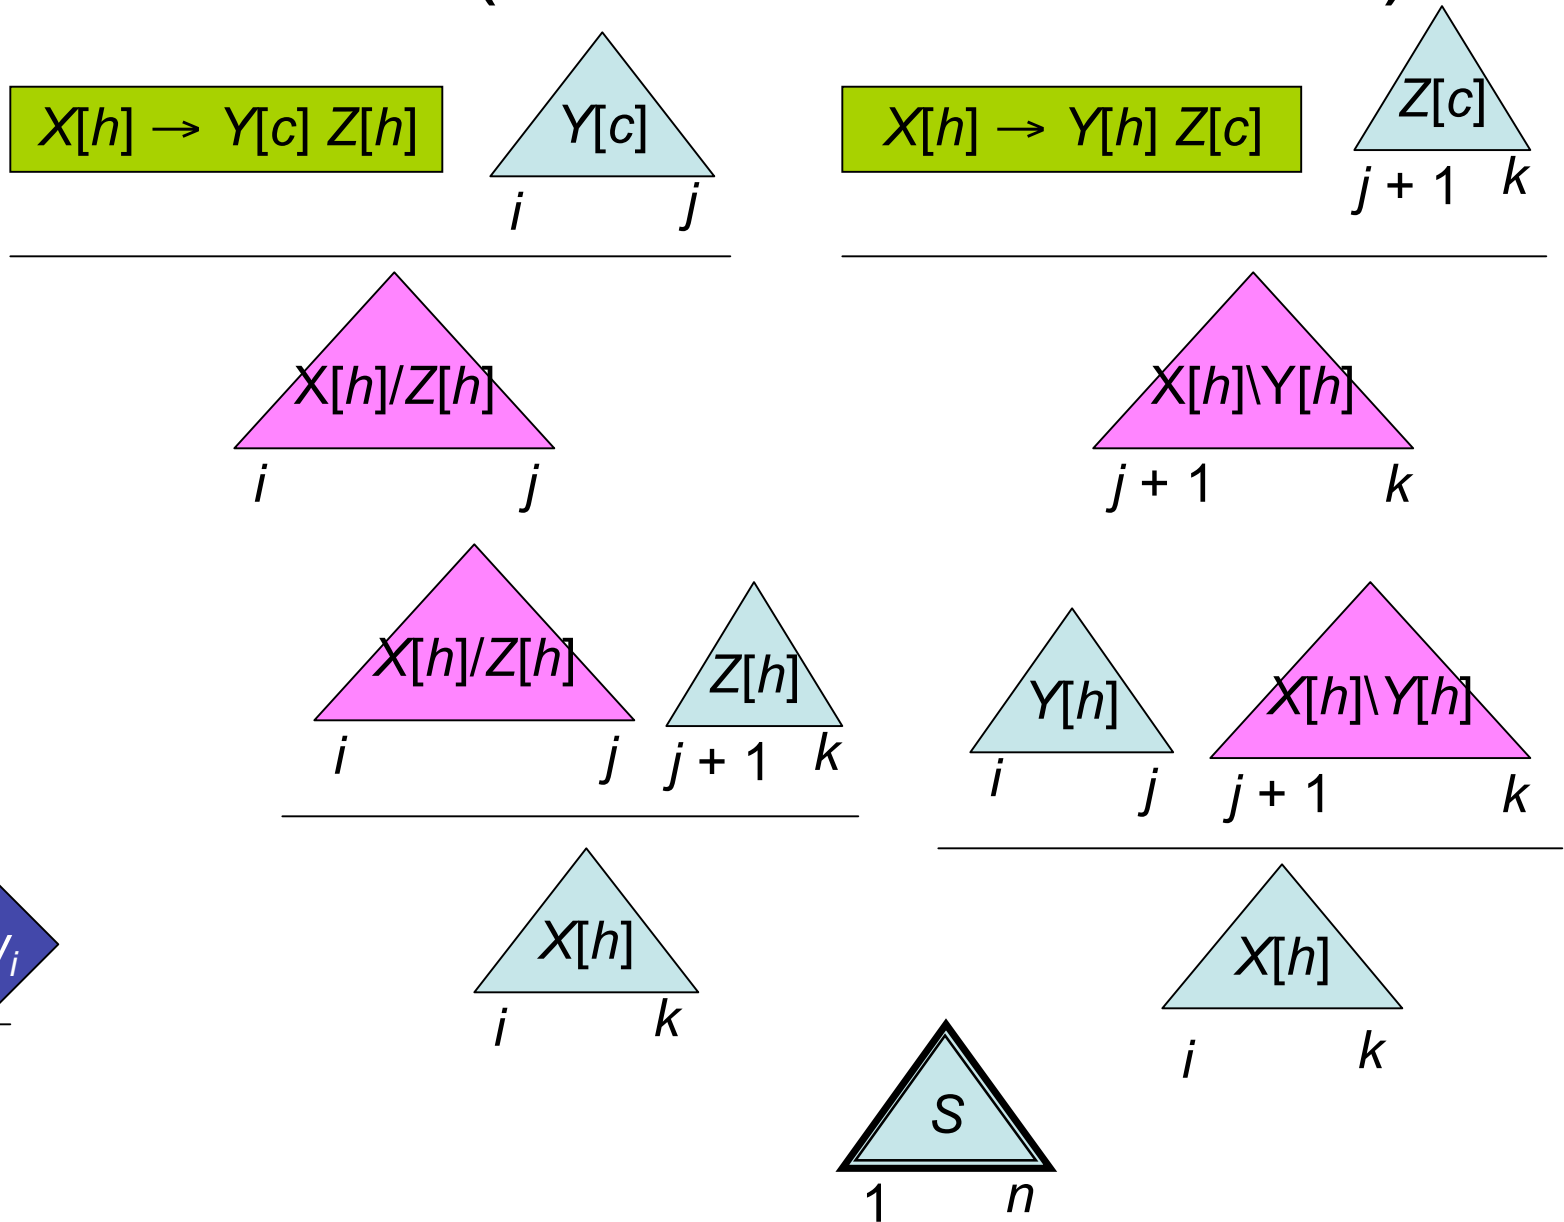 X[h] → Y[c] Z[h]
Y[c]
i j
X[h] → Y[h] Z[c]
Z[c]
j + 1 k
X[h]/Z[h]
i j
X[h]\Y[h]
j + 1 k
X[h]/Z[h]
i j
Z[h]
j + 1 k
Y[h]
i j
X[h]\Y[h]
j + 1 k
X[h]
i k
X[h]
i k
i
S
1 n